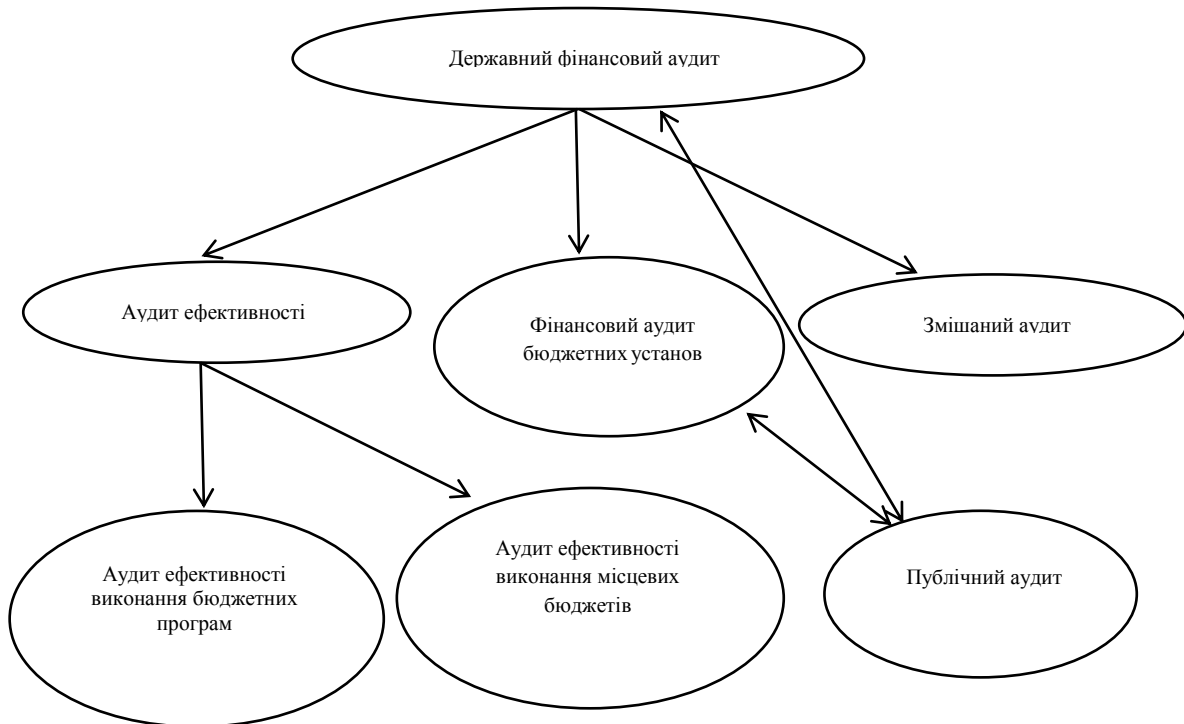 Державний фінансовий аудит
Аудит ефективності
Фінансовий аудит
бюджетних установ
Змішаний аудит
Аудит ефективності
виконання бюджетних
програм
Аудит ефективності
виконання місцевих
бюджетів
Публічний аудит